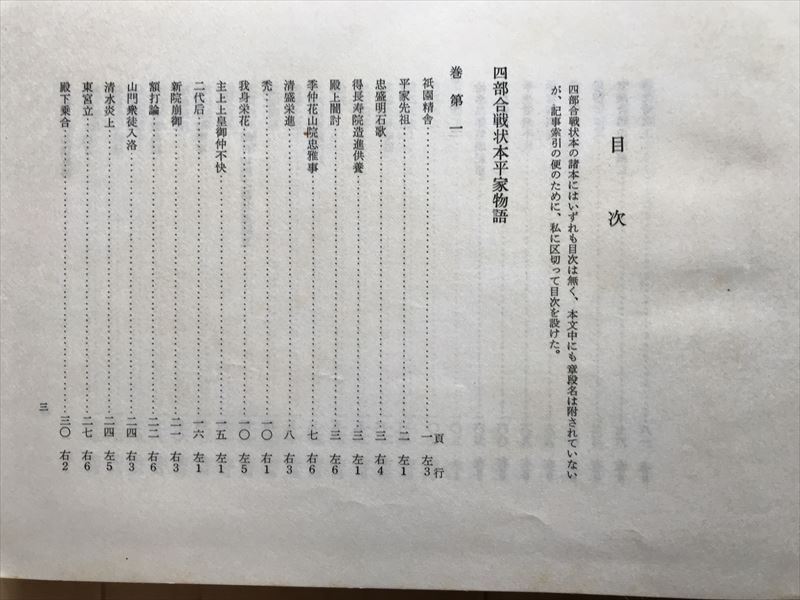 目次
四部合戦状本の諸本にはいずれも目次は無く、本文中にも章段名は附されていない
が、記事索引の便のために、私に区切って目次を設けた。
四部合戦状本平家物語
巻第一
頁 行
祇園精舎 一 左3
平家先祖 二 左1
忠盛明石歌 三 右4
得長寿院造進供養 三 左1
殿上闇討 三 左6
季仲花山院忠雅事 七 右6
清盛栄進 八 右3
禿 一〇 右1
我身栄花 一〇 左5
主上上皇御仲不快 一五 左1
二代后 一六 左1
新院崩御 二一 右3
額打論 二二 右6
山門衆徒入洛 二四 右3
清水炎上 二四 左5
東宮立 二七 右6
殿下乗合 三〇 右2
三